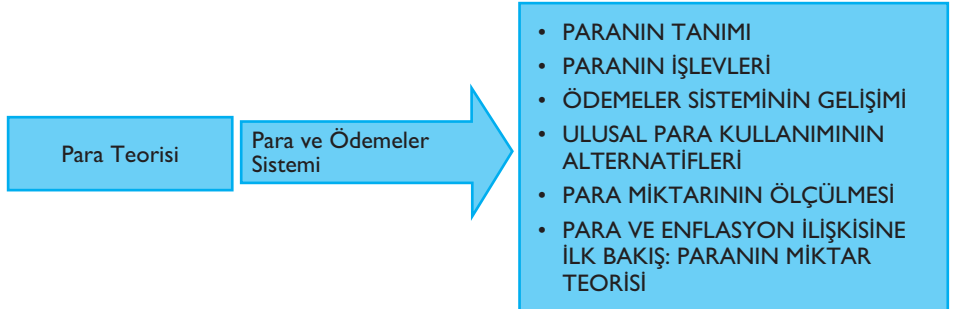 Para Teorisi
Para ve Ödemeler
Sistemi
• PARANIN TANIMI
• PARANIN İŞLEVLERİ
• ÖDEMELER SİSTEMİNİN GELİŞİMİ
• ULUSAL PARA KULLANIMININ
ALTERNATİFLERİ
• PARA MİKTARININ ÖLÇÜLMESİ
• PARA VE ENFLASYON İLİŞKİSİNE
İLK BAKIŞ: PARANIN MİKTAR
TEORİSİ